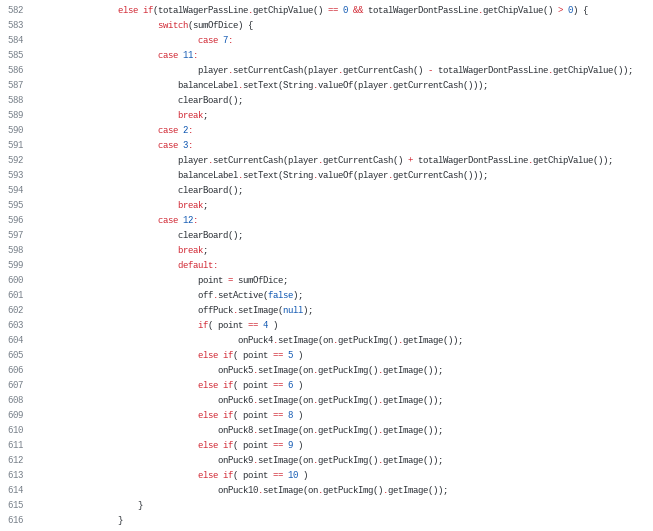 582 else if(totalWagerPassLine.getChipValue() == 0 && totalWagerDontPassLine.getChipValue() > 0) {
583 switch(sumOfDice) {
584 case 7:
585 case 11:
586 player.setCurrentCash(player.getCurrentCash() - totalWagerDontPassLine.getChipValue());
587 balanceLabel.setText(String.valueOf(player.getCurrentCash()));
588 clearBoard();
589 break;
590 case 2:
591 case 3:
592 player.setCurrentCash(player.getCurrentCash() + totalWagerDontPassLine.getChipValue());
593 balanceLabel.setText(String.valueOf(player.getCurrentCash()));
594 clearBoard();
595 break;
596 case 12:
597 clearBoard();
598 break;
599 default:
600 point = sumOfDice;
601 off.setActive(false);
602 offPuck.setImage(null);
603 if( point == 4 )
604 onPuck4.setImage(on.getPuckImg().getImage());
605 else if( point == 5 )
606 onPuck5.setImage(on.getPuckImg().getImage());
607 else if( point == 6 )
608 onPuck6.setImage(on.getPuckImg().getImage());
609 else if( point == 8 )
610 onPuck8.setImage(on.getPuckImg().getImage());
611 else if( point == 9 )
612 onPuck9.setImage(on.getPuckImg().getImage());
613 else if( point == 10 )
614 onPuck10.setImage(on.getPuckImg().getImage());
615 }
616 }